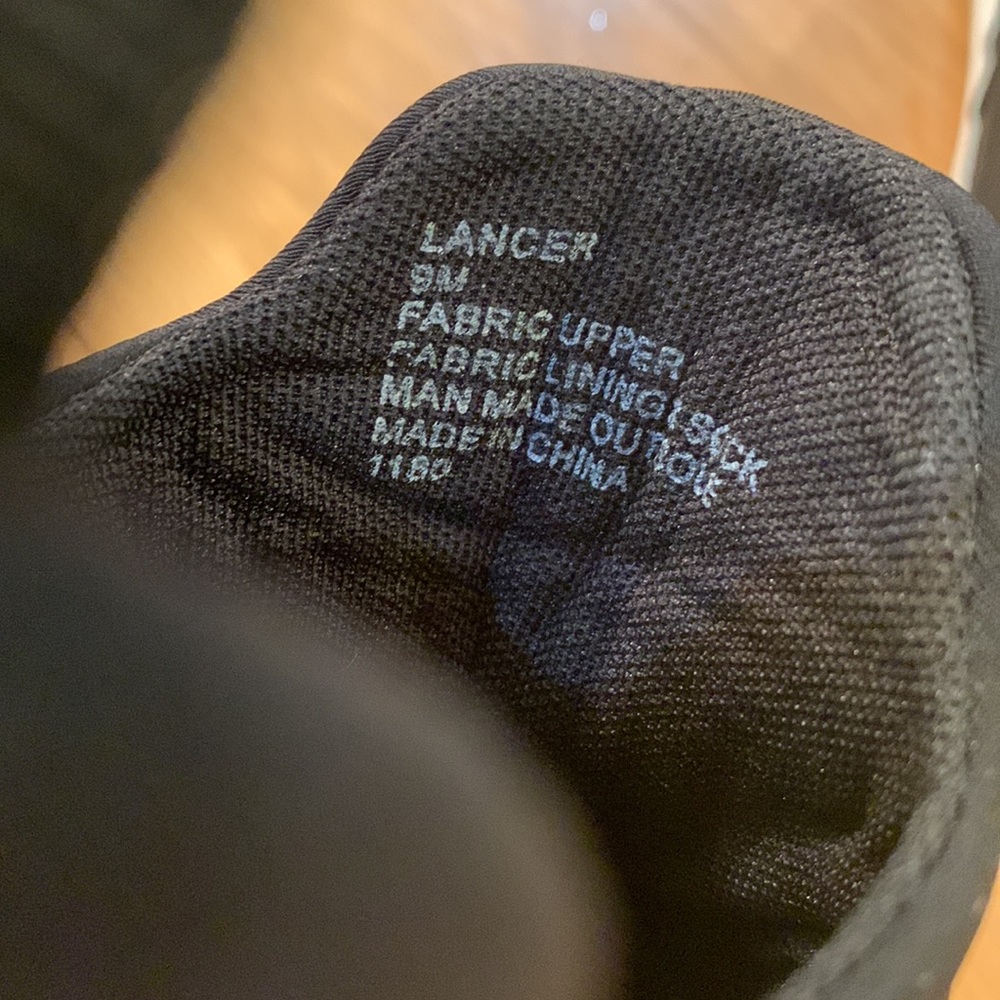 LANCER
9M
FABRIC UPPER
FABRIC LINING & SOCK
MAN MADE OUTSOLE
MADE IN CHINA